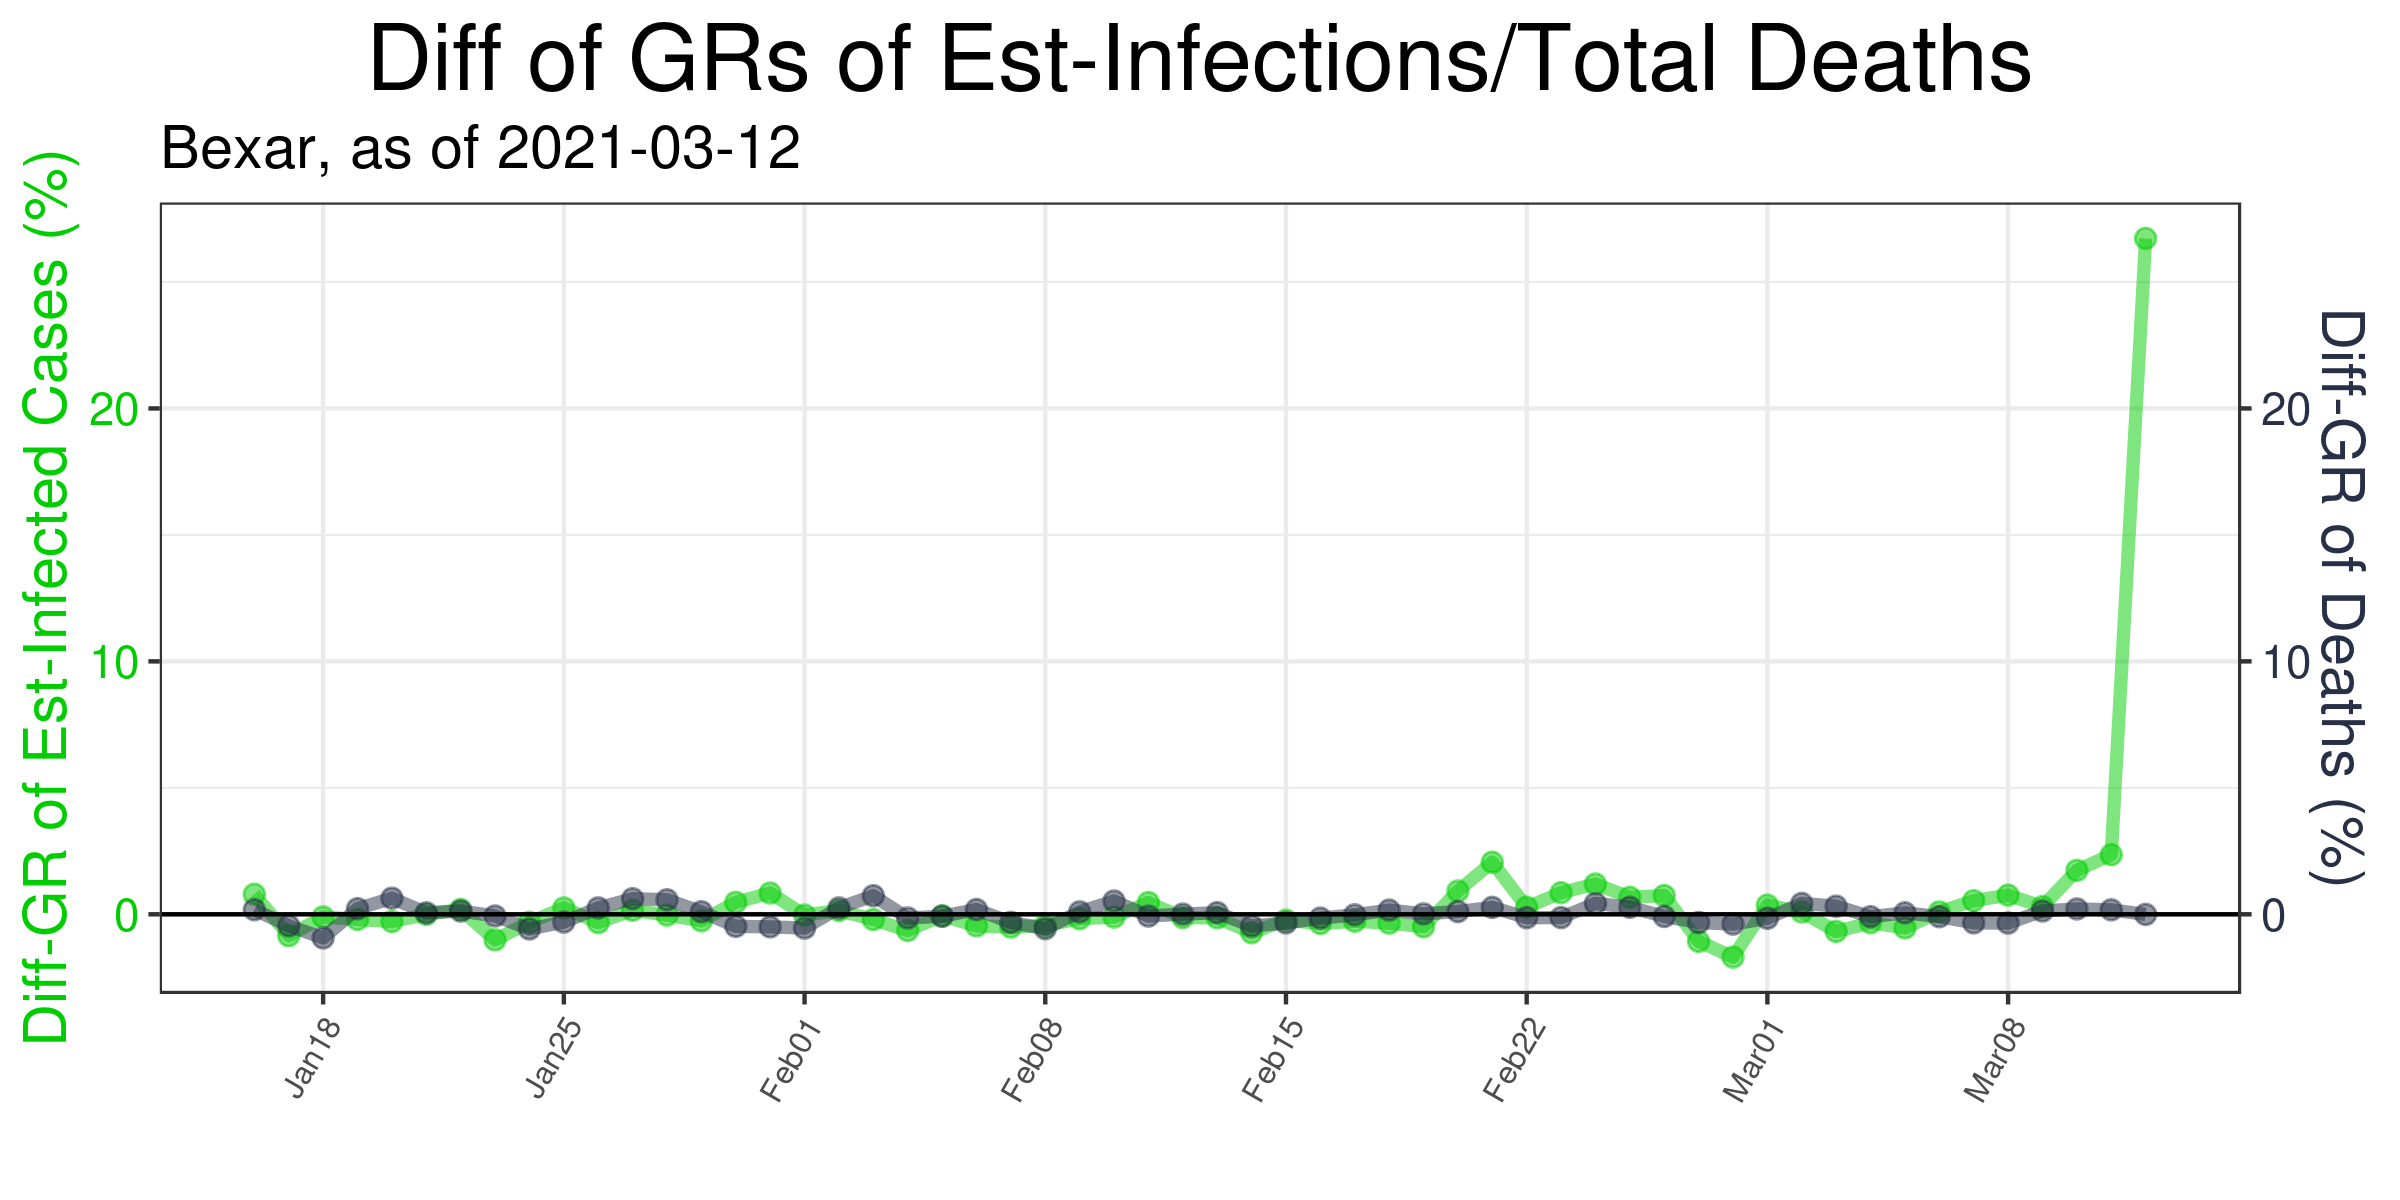 Diff of GRs of Est-Infections/Total Deaths
Bexar, as of 2021-03-12
Diff-GR of Est-Infected Cases (%)
20
10
0
20
10
0
Diff-GR of Deaths (%)
Jan18
Jan25
Feb01
Feb08
Feb15
Feb22
Mar01
Mar08